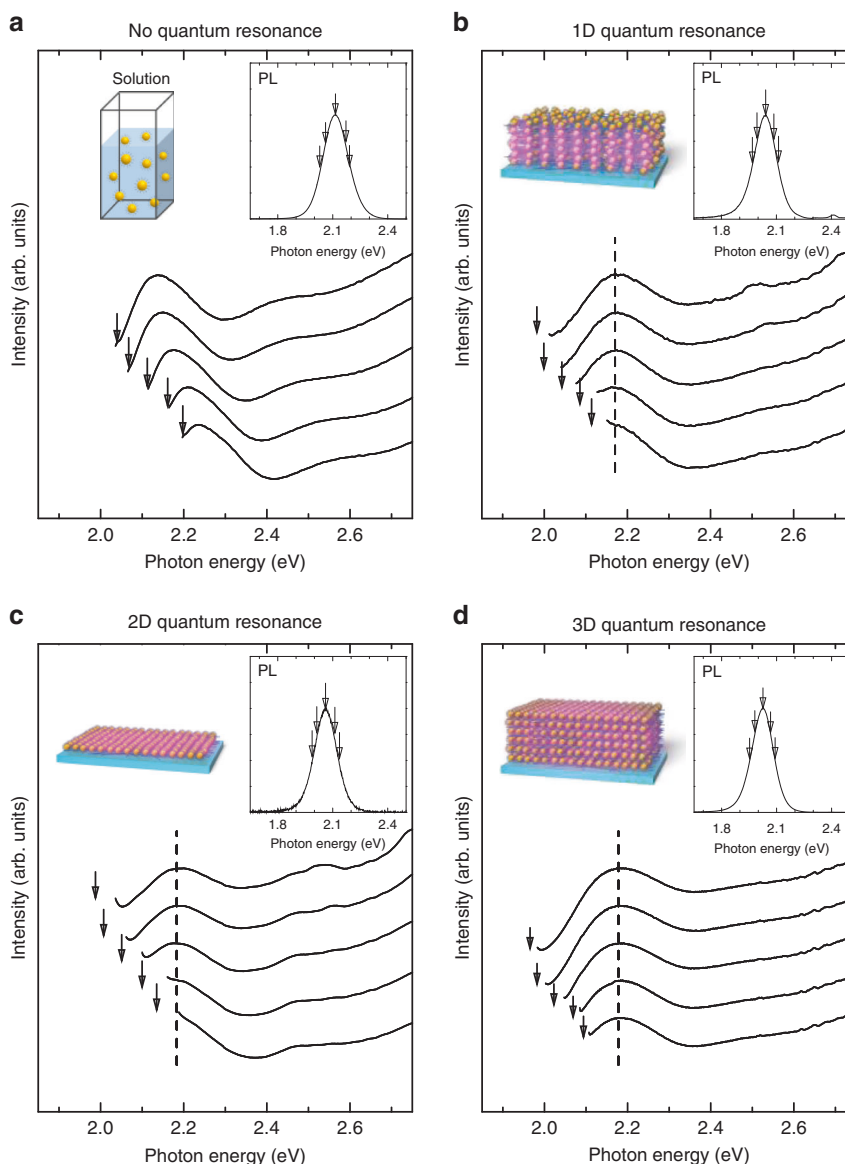 a
No quantum resonance
Solution
PL
1.8 2.1 2.4
Photon energy (eV)
Intensity (arb. units)
2.0 2.2 2.4 2.6
Photon energy (eV)
b
1D quantum resonance
PL
1.8 2.1 2.4
Photon energy (eV)
Intensity (arb. units)
2.0 2.2 2.4 2.6
Photon energy (eV)
c
2D quantum resonance
PL
1.8 2.1 2.4
Photon energy (eV)
Intensity (arb. units)
2.0 2.2 2.4 2.6
Photon energy (eV)
d
3D quantum resonance
PL
1.8 2.1 2.4
Photon energy (eV)
Intensity (arb. units)
2.0 2.2 2.4 2.6
Photon energy (eV)